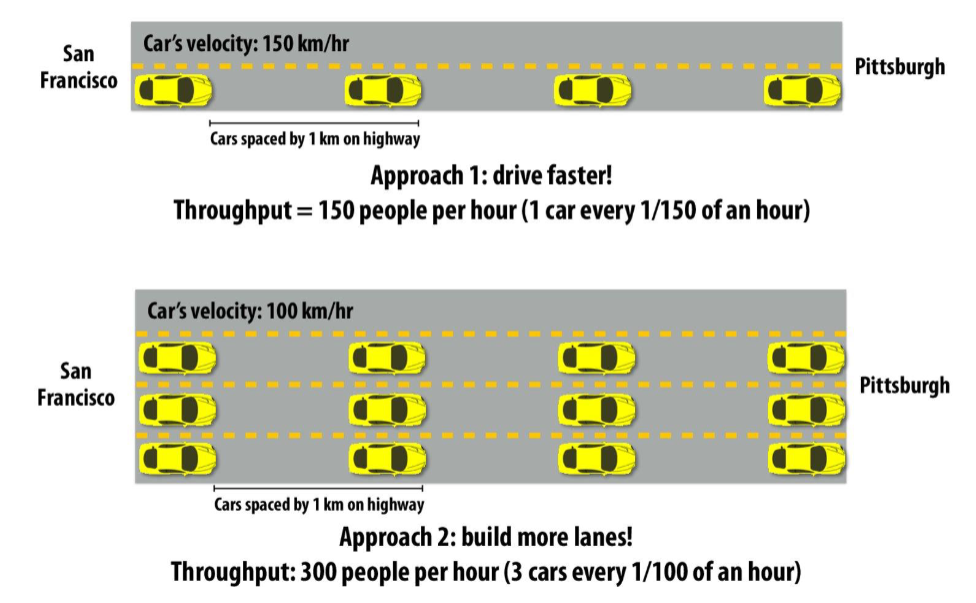 Car's velocity: 150 km/hr
San
Francisco
Pittsburgh
Cars spaced by 1 km on highway
Approach 1: drive faster!
Throughput = 150 people per hour (1 car every 1/150 of an hour)
Car's velocity: 100 km/hr
San
Francisco
Pittsburgh
Cars spaced by 1 km on highway
Approach 2: build more lanes!
Throughput: 300 people per hour (3 cars every 1/100 of an hour)